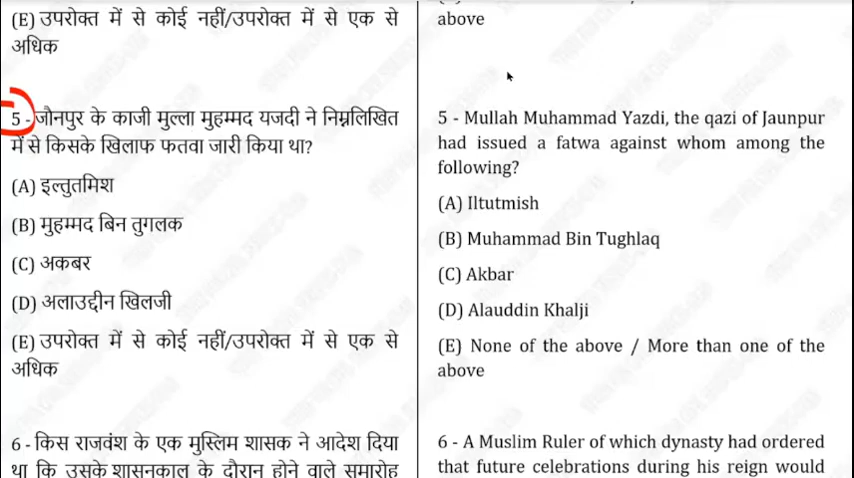 (E) उपरोक्त में से कोई नहीं/उपरोक्त में से एक से
अधिक
5 - जौनपुर के काजी मुल्ला मुहम्मद यजदी ने निम्नलिखित
में से किसके खिलाफ फतवा जारी किया था?
(A) इल्तुतमिश
(B) मुहम्मद बिन तुगलक
(C) अकबर
(D) अलाउद्दीन खिलजी
(E) उपरोक्त में से कोई नहीं/उपरोक्त में से एक से
अधिक
6 - किस राजवंश के एक मुस्लिम शासक ने आदेश दिया
था कि उसके शासनकाल के दौरान होने वाले समारोह
above
5 - Mullah Muhammad Yazdi, the qazi of Jaunpur
had issued a fatwa against whom among the
following?
(A) Iltutmish
(B) Muhammad Bin Tughlaq
(C) Akbar
(D) Alauddin Khalji
(E) None of the above / More than one of the
above
6 - A Muslim Ruler of which dynasty had ordered
that future celebrations during his reign would